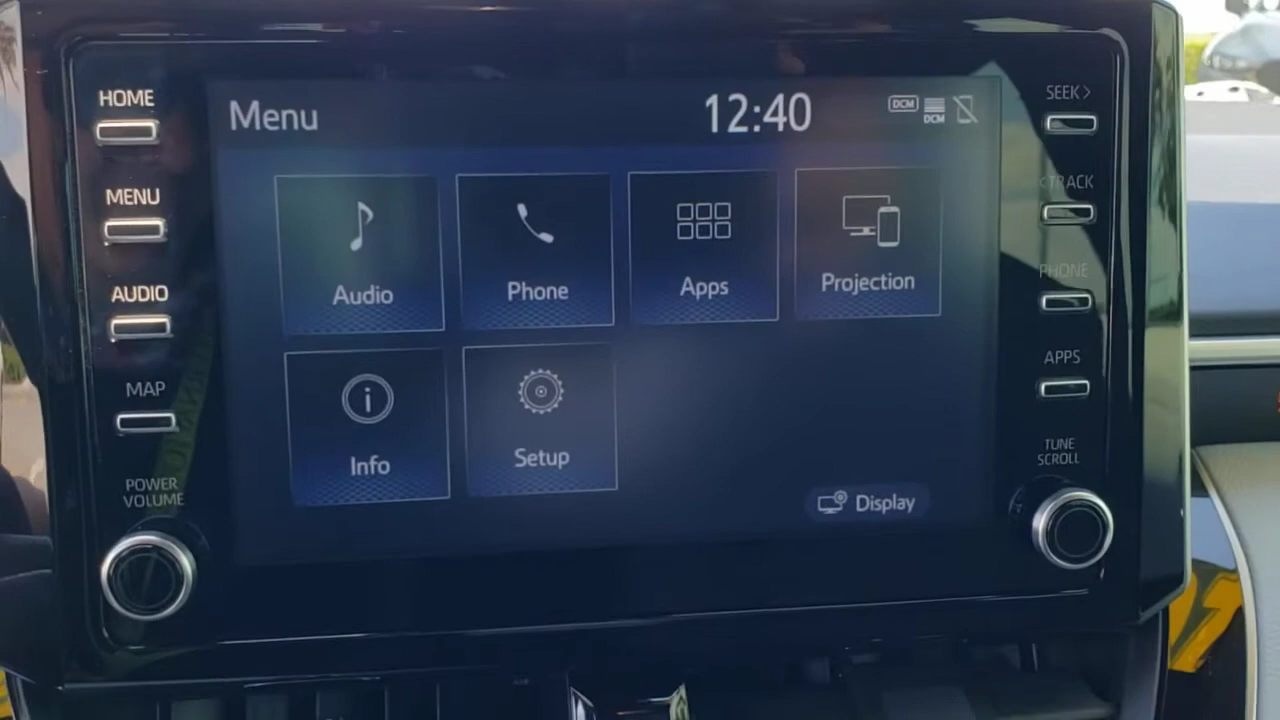 HOME
MENU
AUDIO
MAP
POWER
VOLUME
Menu
12:40
DCM
DCM
Audio
Phone
Apps
Projection
Info
Setup
Display
SEEK>
<TRACK
PHONE
APPS
TUNE
SCROLL